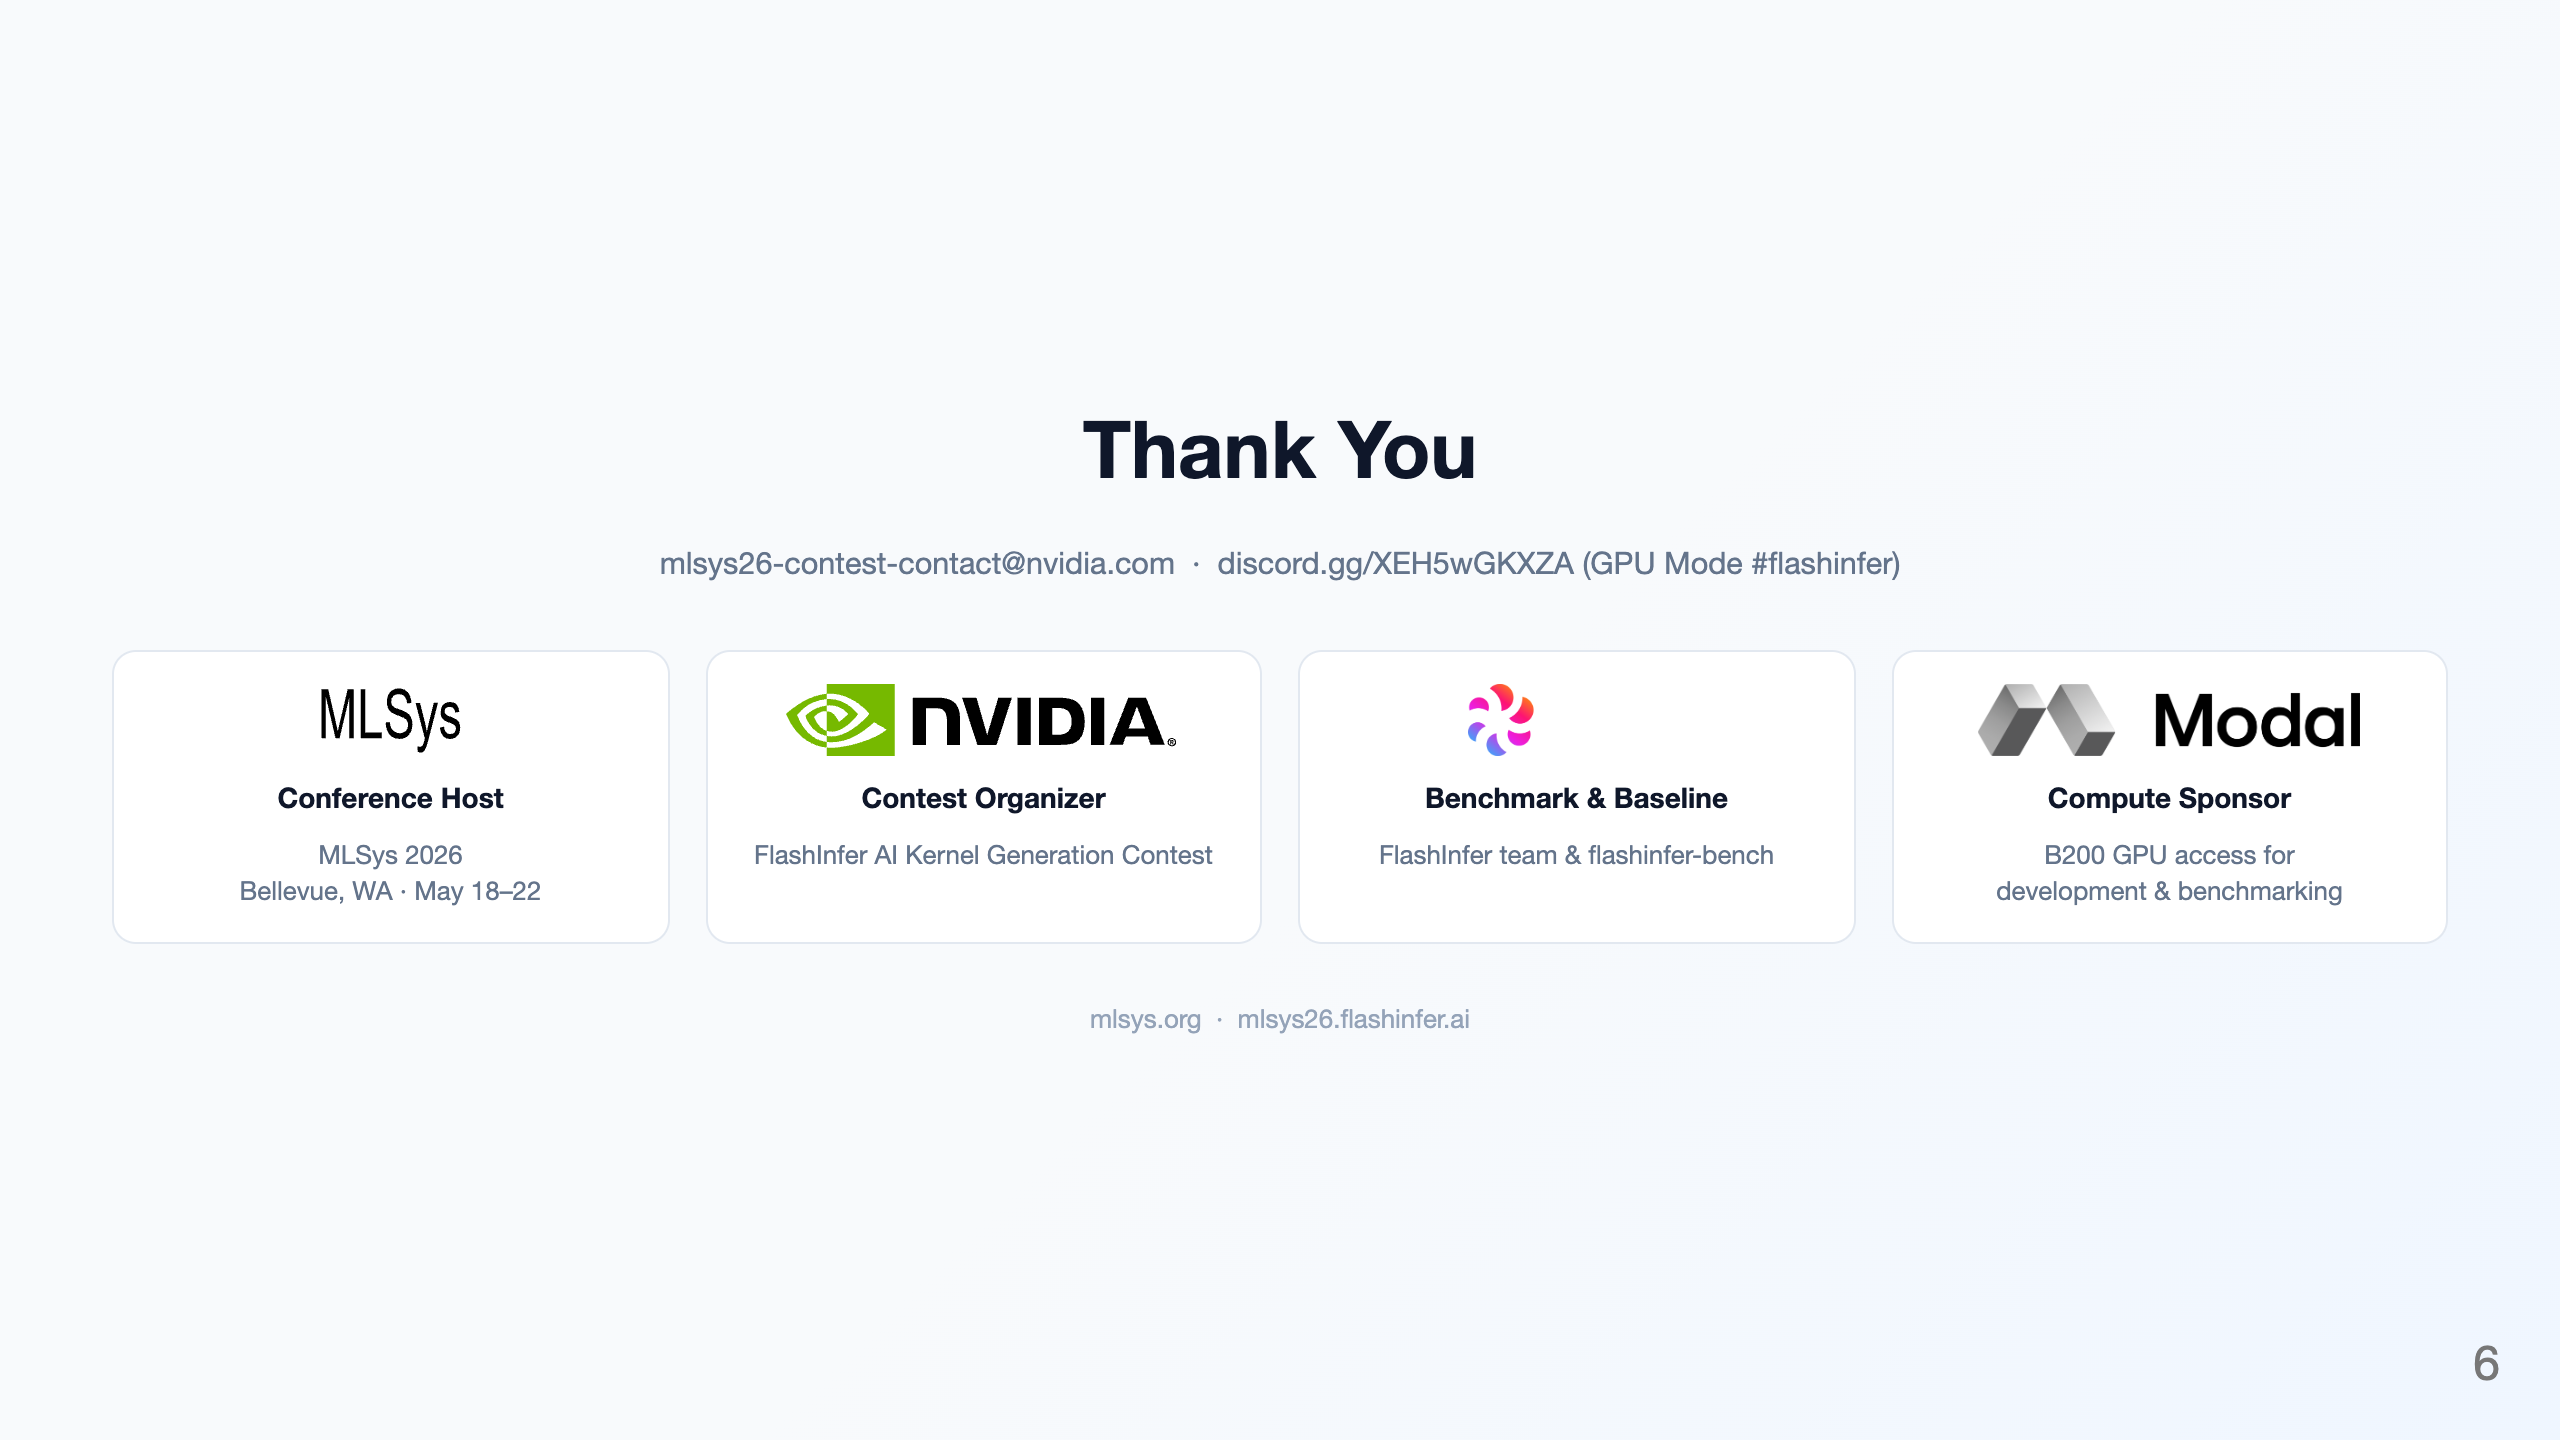 Thank You
mlsys26-contest-contact@nvidia.com · discord.gg/XEH5wGKXZA (GPU Mode #flashinfer)
MLSys
Conference Host
MLSys 2026
Bellevue, WA · May 18–22
NVIDIA®
Contest Organizer
FlashInfer AI Kernel Generation Contest
Benchmark & Baseline
FlashInfer team & flashinfer-bench
Modal
Compute Sponsor
B200 GPU access for
development & benchmarking
mlsys.org · mlsys26.flashinfer.ai
6